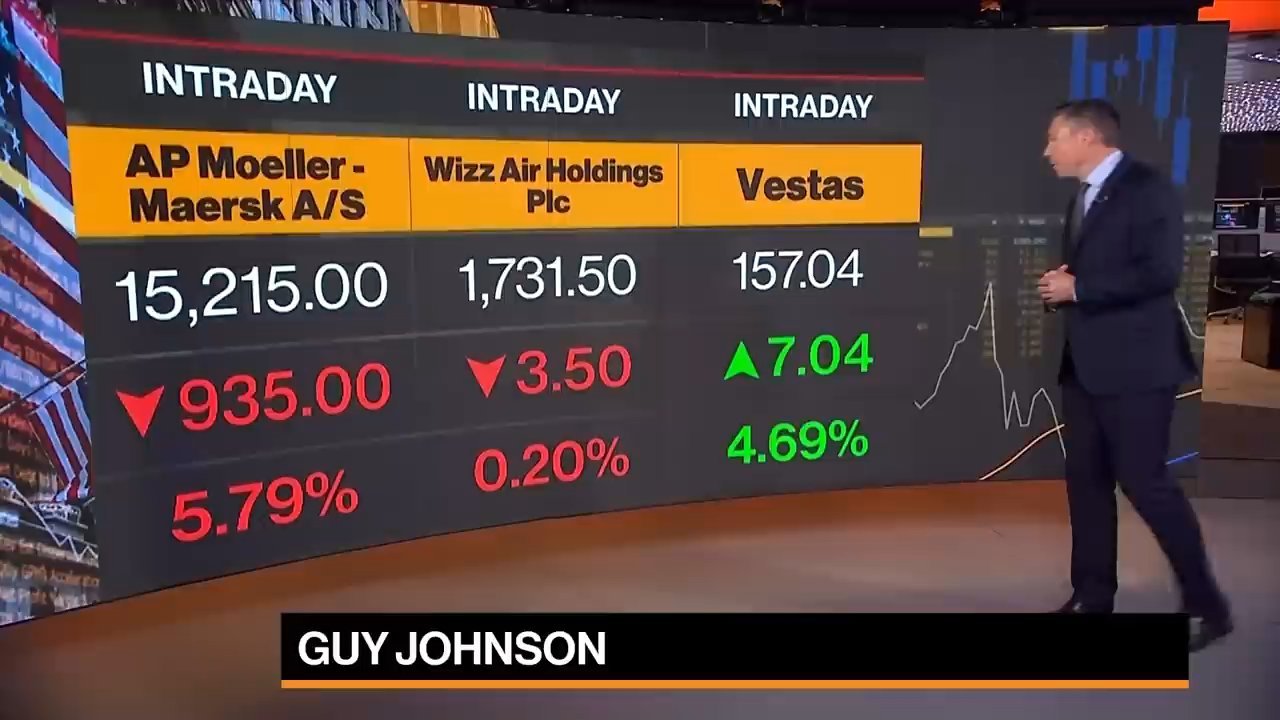 INTRADAY
INTRADAY
INTRADAY
AP Moeller -
Maersk A/S
Wizz Air Holdings
Plc
Vestas
15,215.00
1,731.50
157.04
▼935.00
▼3.50
▲7.04
5.79%
0.20%
4.69%
GUY JOHNSON